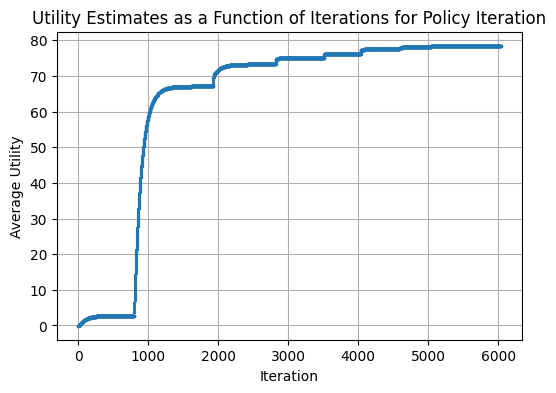 Utility Estimates as a Function of Iterations for Policy Iteration
80
70
60
50
40
30
20
10
0
Average Utility
0 1000 2000 3000 4000 5000 6000
Iteration